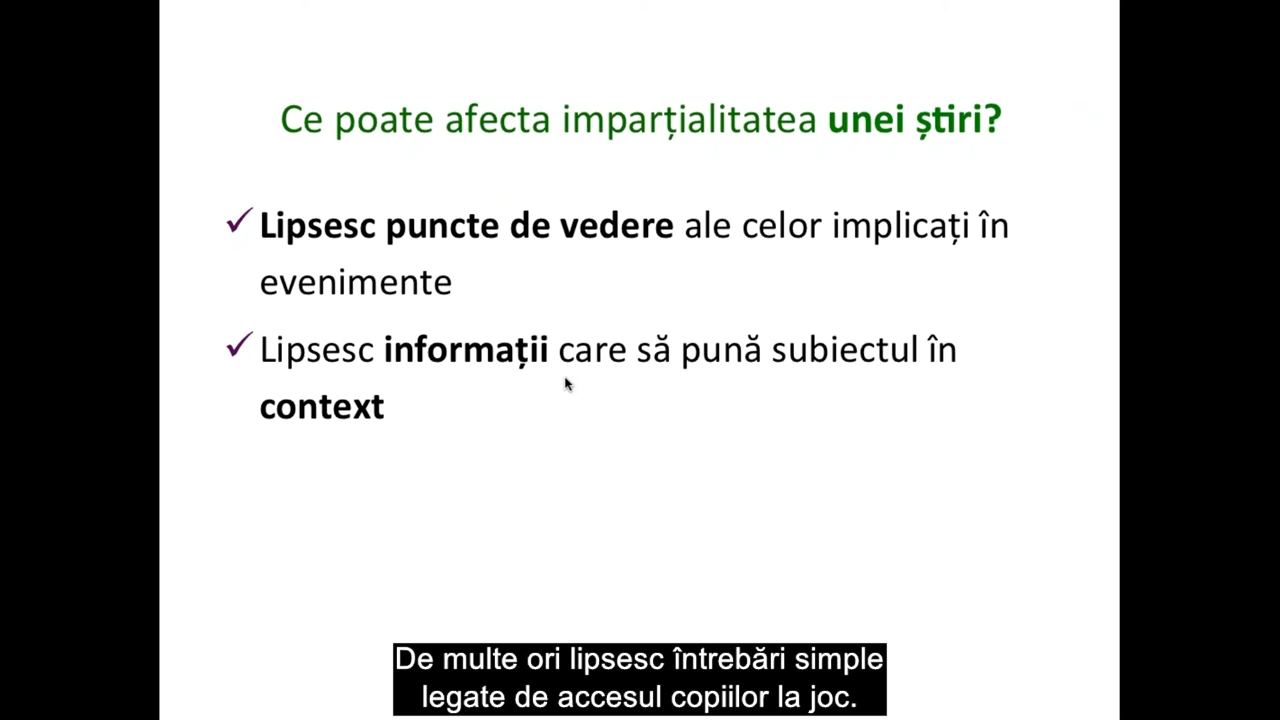 Ce poate afecta imparțialitatea unei știri?
✓ Lipsesc puncte de vedere ale celor implicați în
evenimente
✓ Lipsesc informații care să pună subiectul în
context
De multe ori lipsesc întrebări simple
legate de accesul copiilor la joc.